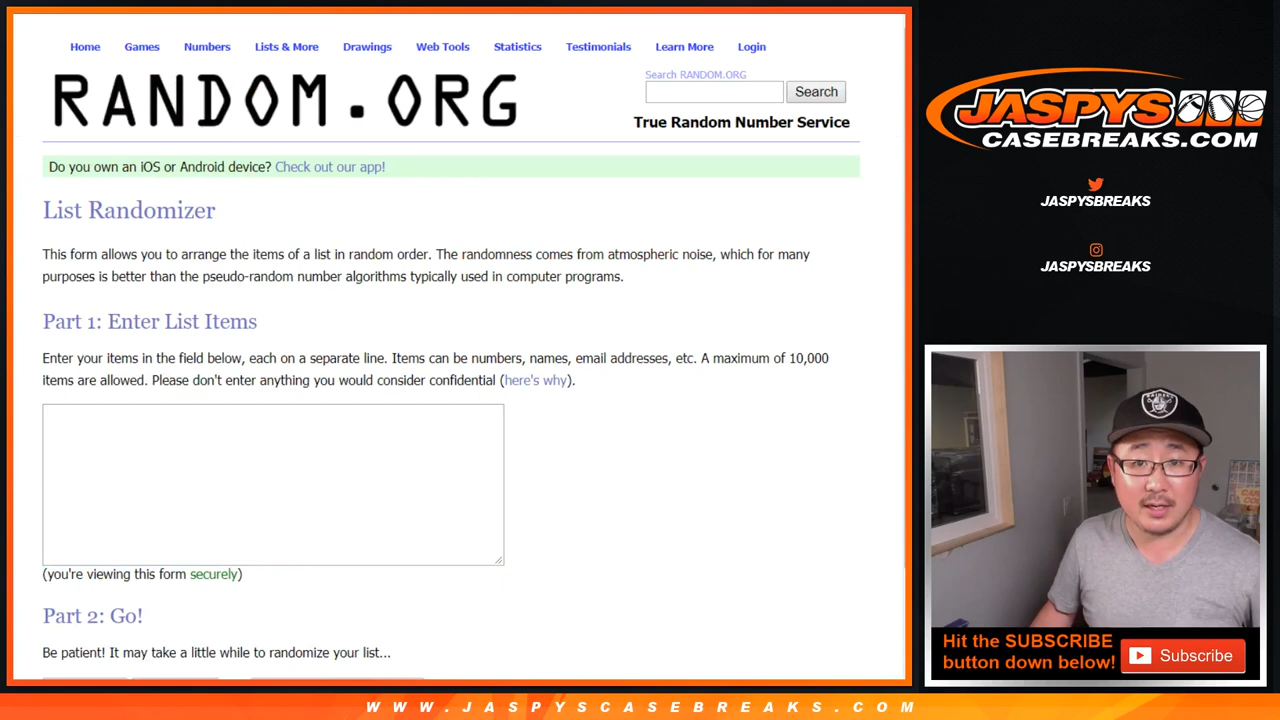 Home Games Numbers Lists & More Drawings Web Tools Statistics Testimonials Learn More Login
RANDOM.ORG
Search RANDOM.ORG
Search
True Random Number Service
Do you own an iOS or Android device? Check out our app!
List Randomizer
This form allows you to arrange the items of a list in random order. The randomness comes from atmospheric noise, which for many
purposes is better than the pseudo-random number algorithms typically used in computer programs.
Part 1: Enter List Items
Enter your items in the field below, each on a separate line. Items can be numbers, names, email addresses, etc. A maximum of 10,000
items are allowed. Please don't enter anything you would consider confidential (here's why).
(you're viewing this form securely)
Part 2: Go!
Be patient! It may take a little while to randomize your list...
JASPYS
CASEBREAKS.COM
JASPYSBREAKS
JASPYSBREAKS
RAIDERS
Hit the SUBSCRIBE
button down below!
Subscribe
WWW.JASPYSCASEBREAKS.COM